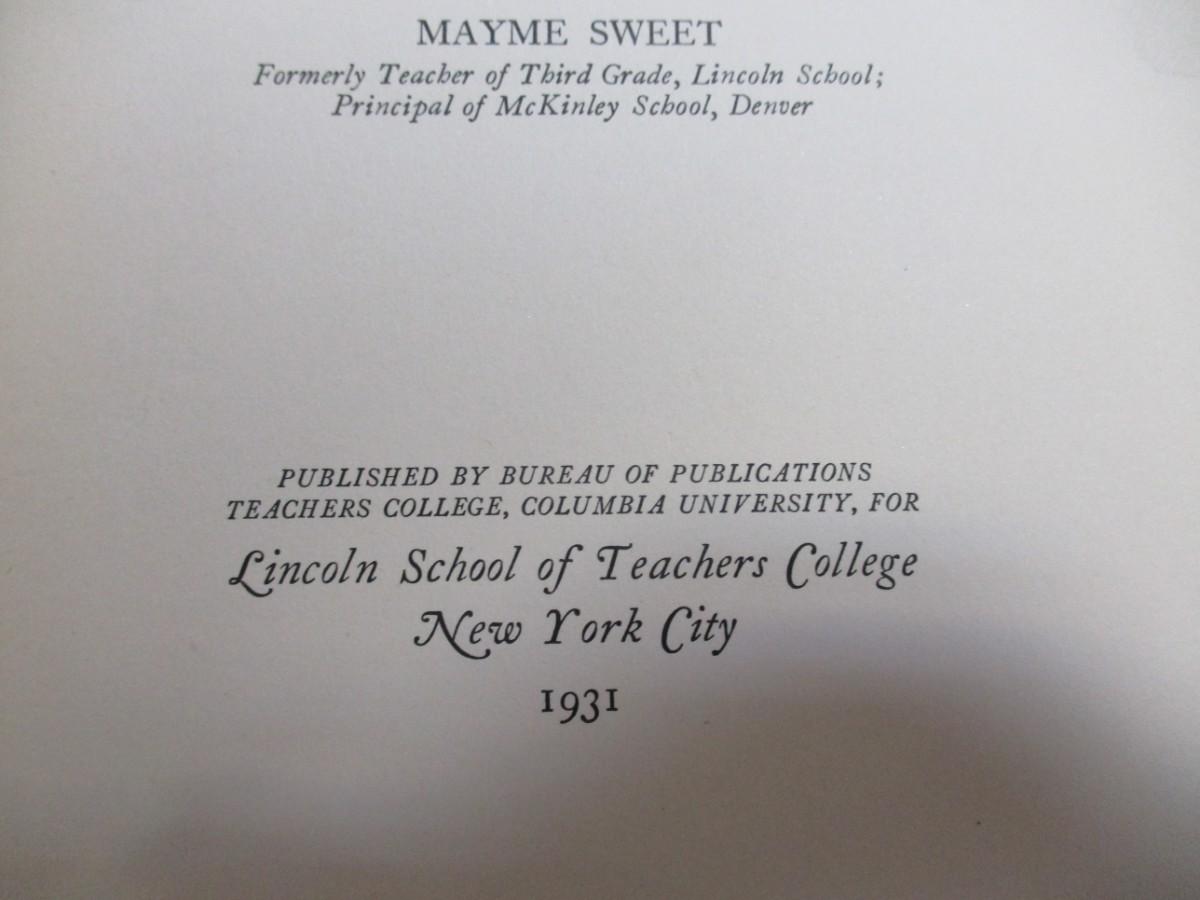 MAYME SWEET
Formerly Teacher of Third Grade, Lincoln School;
Principal of McKinley School, Denver
PUBLISHED BY BUREAU OF PUBLICATIONS
TEACHERS COLLEGE, COLUMBIA UNIVERSITY, FOR
Lincoln School of Teachers College
New York City
1931